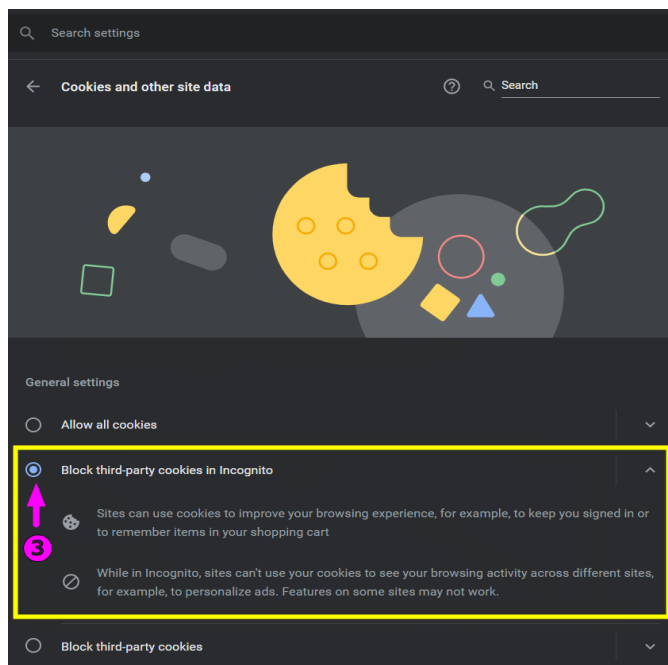 Search settings
Cookies and other site data
Search
General settings
Allow all cookies
Block third-party cookies in Incognito
Sites can use cookies to improve your browsing experience, for example, to keep you signed in or
to remember items in your shopping cart
3
While in Incognito, sites can't use your cookies to see your browsing activity across different sites,
for example, to personalize ads. Features on some sites may not work.
Block third-party cookies